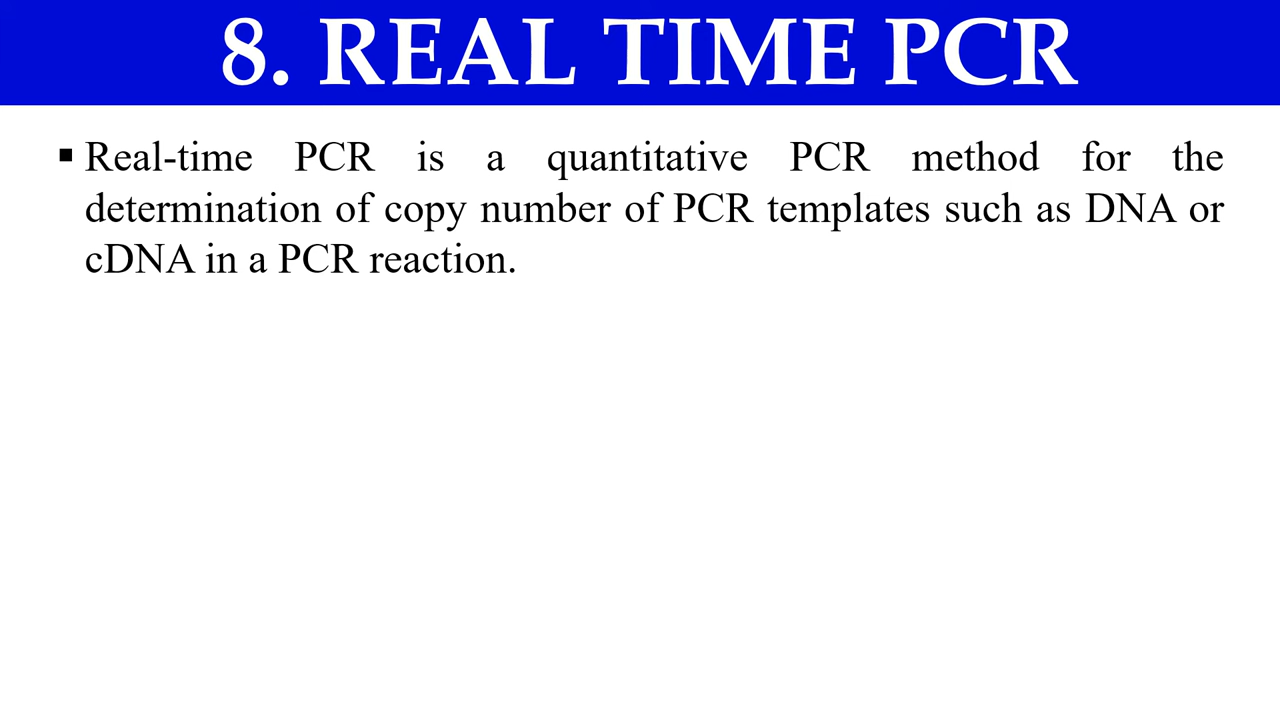 8. REAL TIME PCR
▪ Real-time PCR is a quantitative PCR method for the
determination of copy number of PCR templates such as DNA or
cDNA in a PCR reaction.